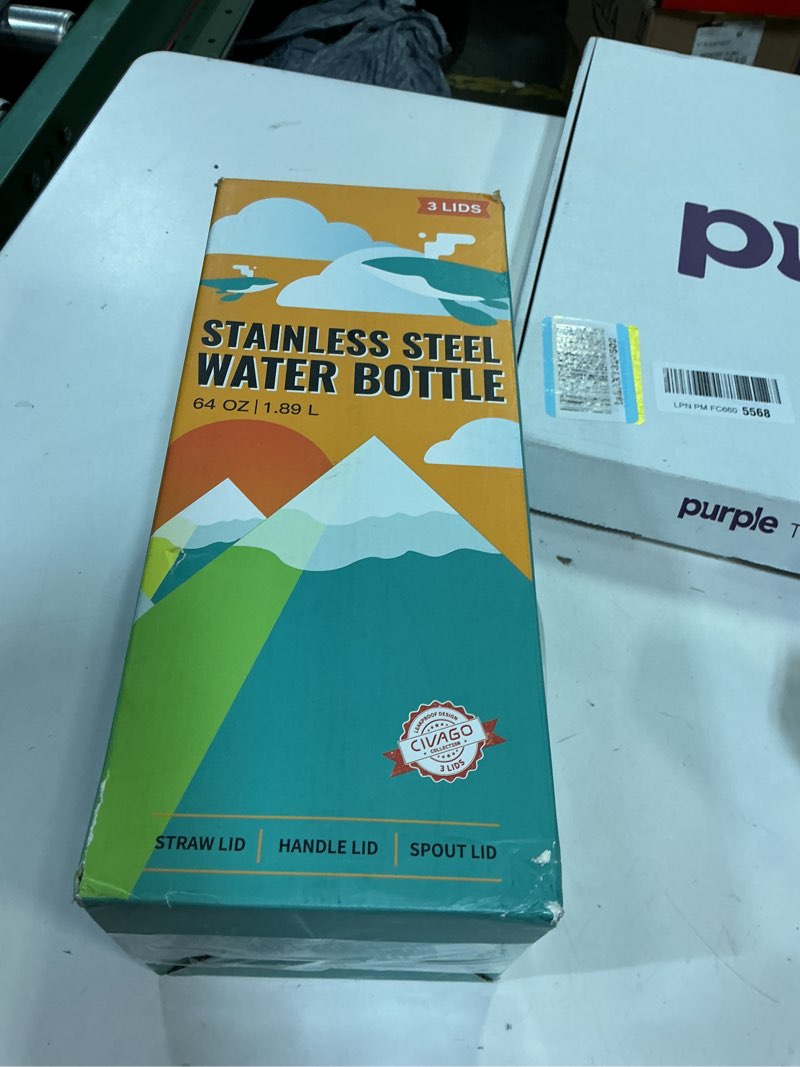 3 LIDS
STAINLESS STEEL
WATER BOTTLE
64 OZ | 1.89 L
LEAKPROOF DESIGN
CIVAGO
COLLECTION
3 LIDS
STRAW LID | HANDLE LID | SPOUT LID
pu
LPN PM FC660 5568
purple T